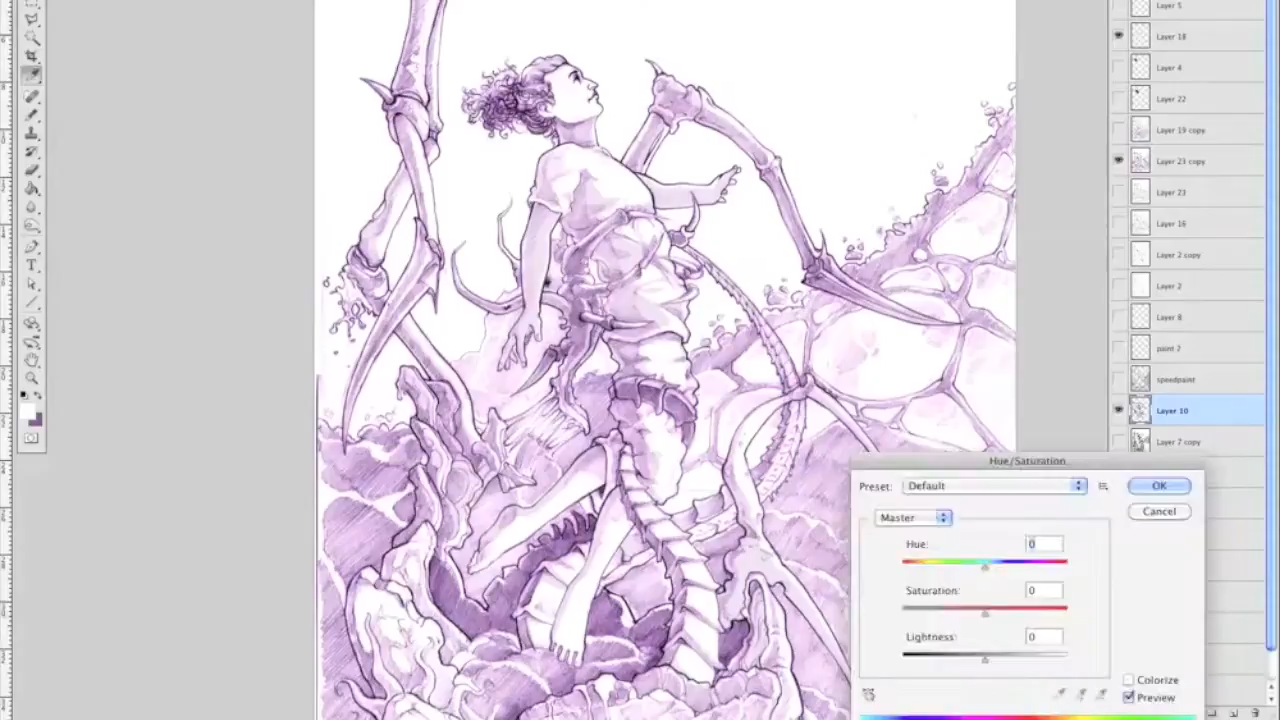 Layer 5
Layer 18
Layer 4
Layer 22
Layer 19 copy
Layer 23 copy
Layer 23
Layer 16
Layer 2 copy
Layer 2
Layer 8
paint 2
speedpaint
Layer 10
Layer 7 copy
Hue/Saturation
Preset: Default
OK
Master
Cancel
Hue: 0
Saturation: 0
Lightness: 0
Colorize
Preview